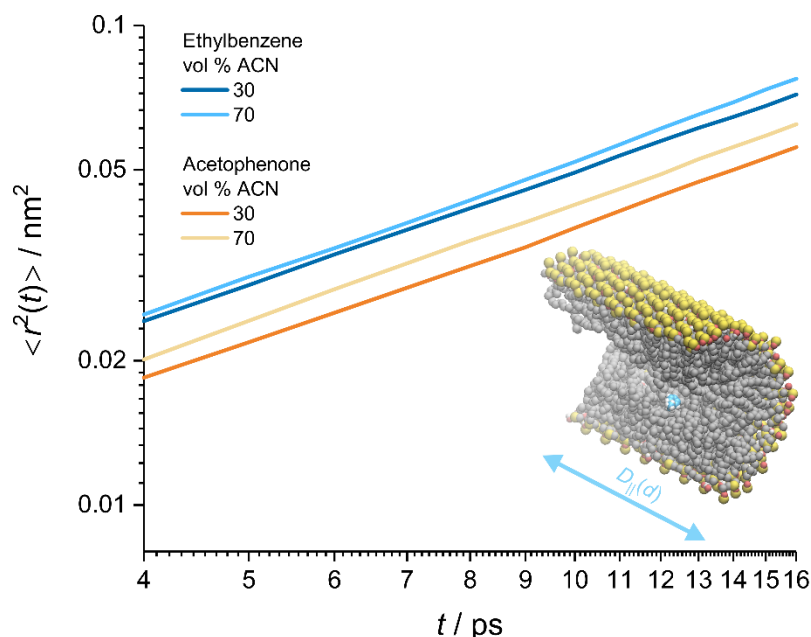 0.1
0.05
0.02
0.01
<r²(t)> / nm²
Ethylbenzene
vol % ACN
30
70
Acetophenone
vol % ACN
30
70
D||(d)
4 5 6 7 8 9 10 11 12 13 14 15 16
t / ps